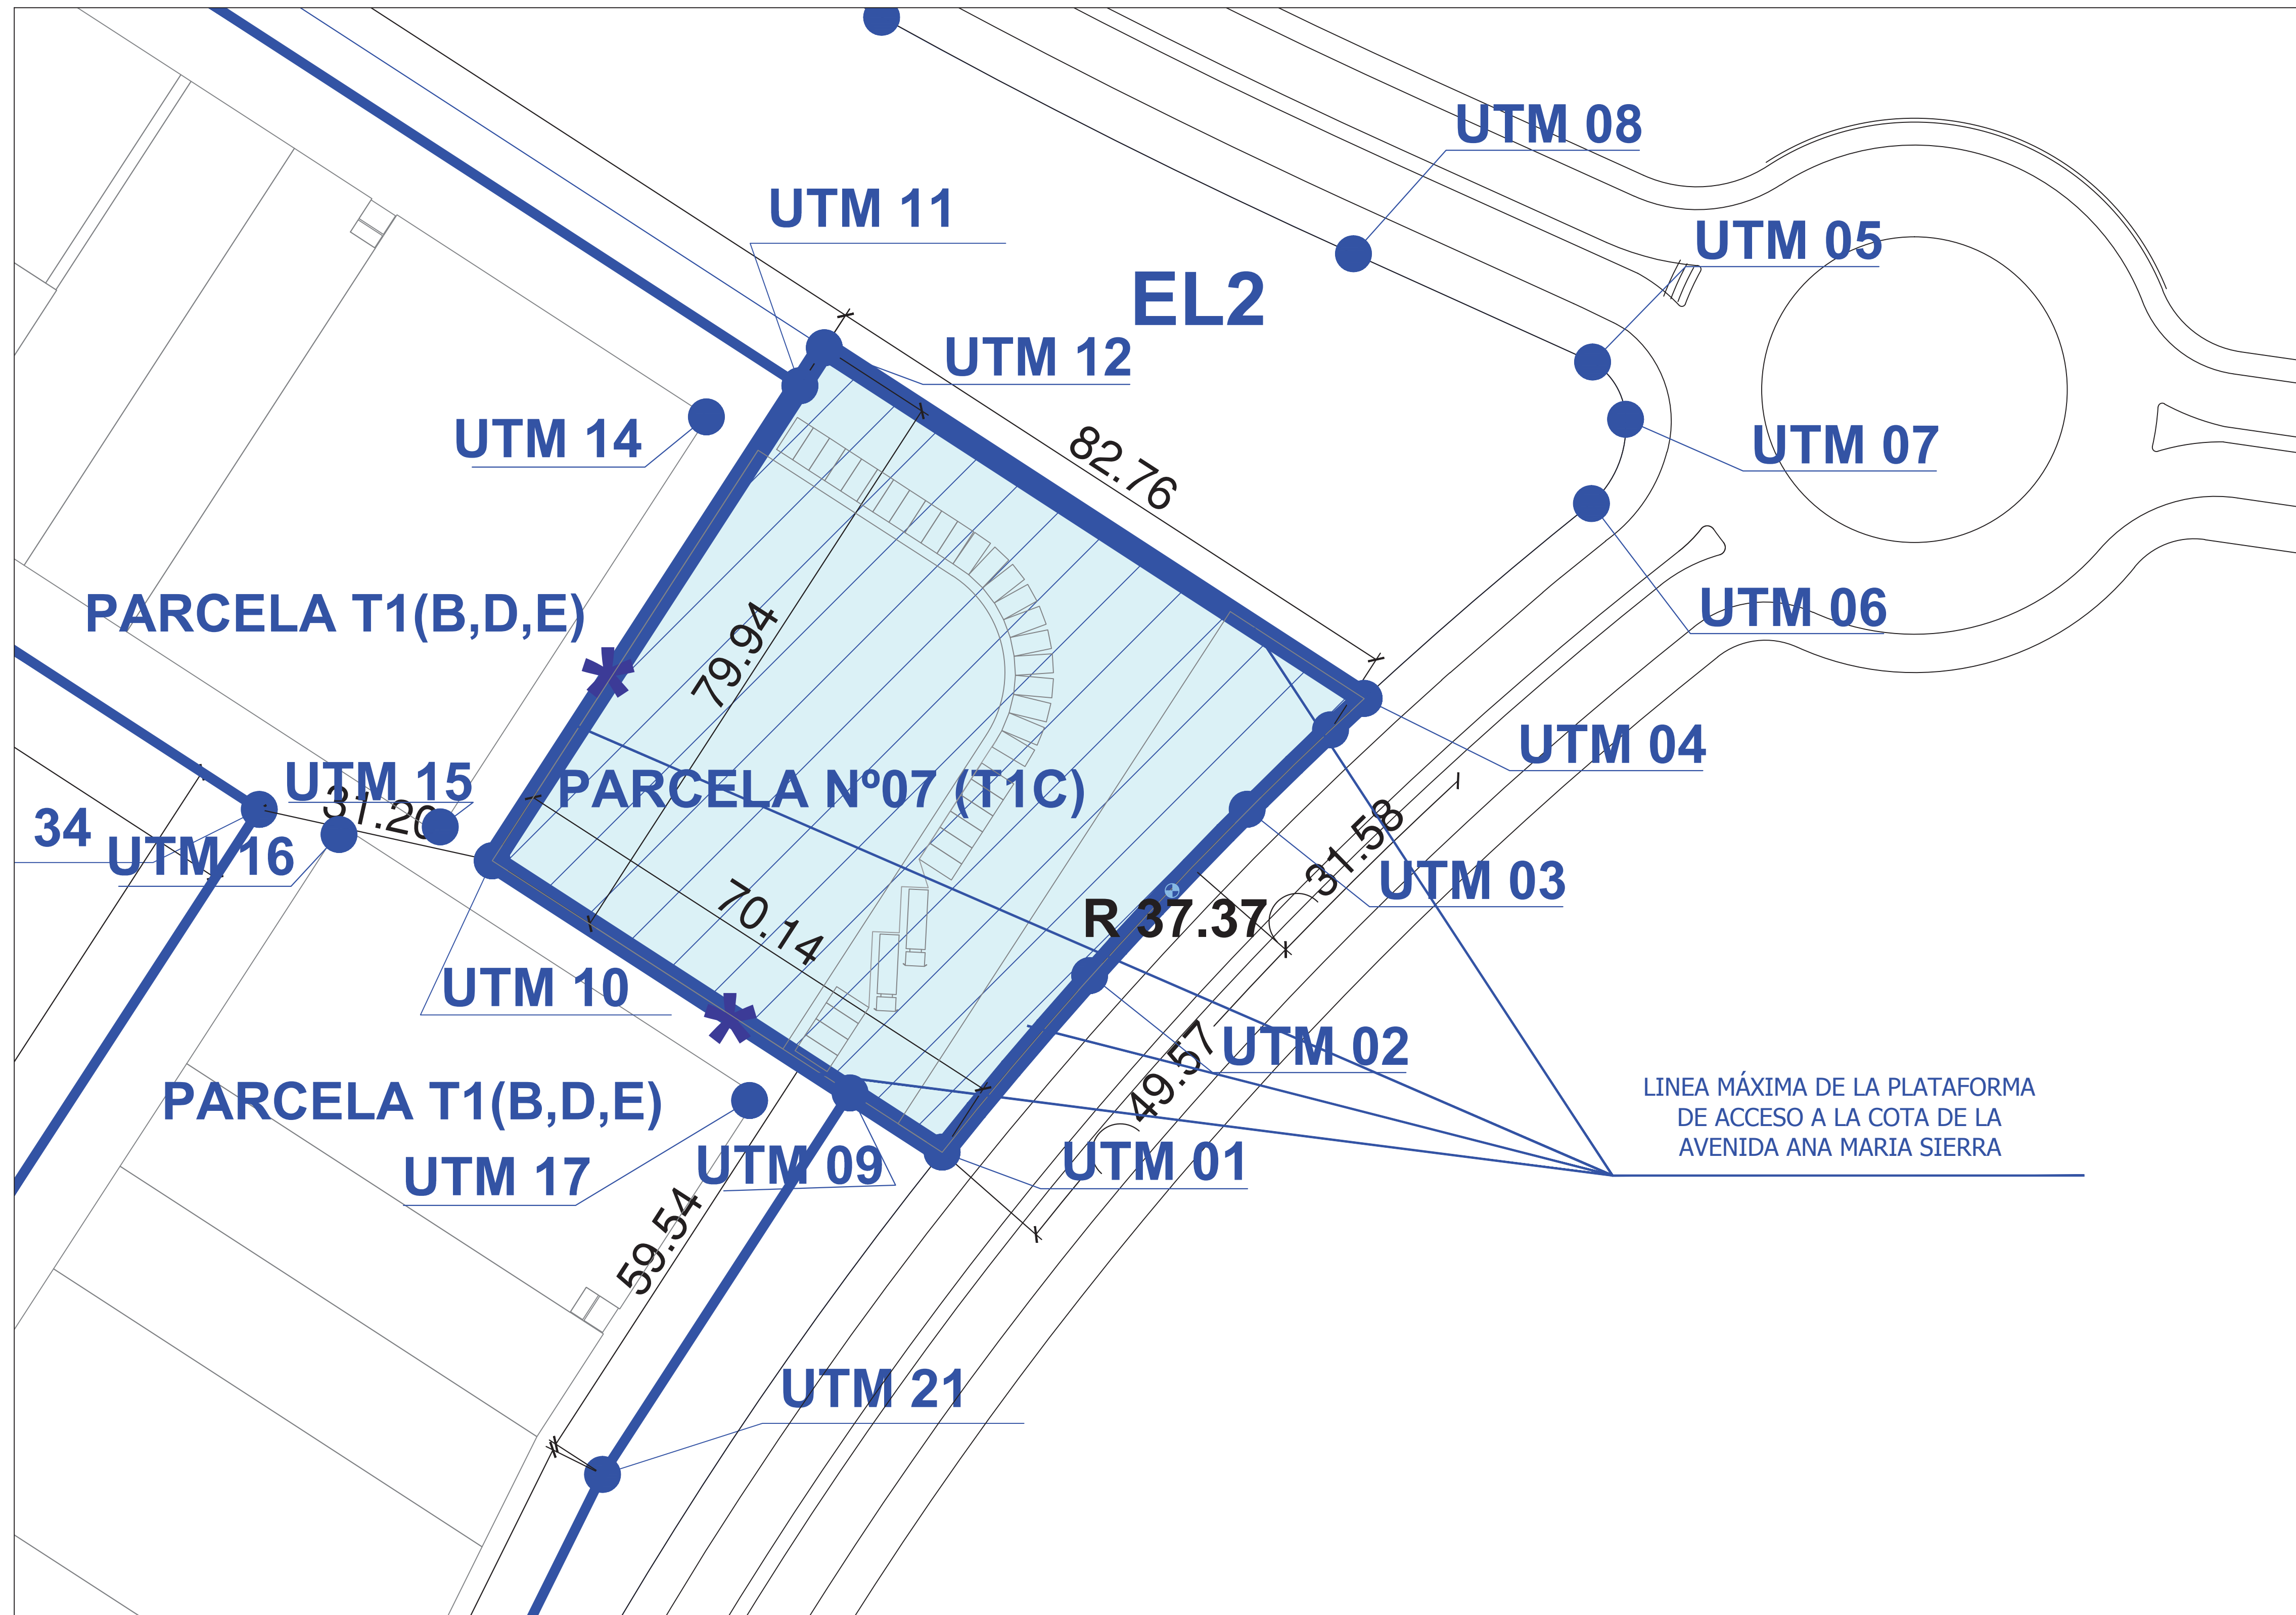 UTM 08
UTM 11
UTM 05
EL2
UTM 12
UTM 14
UTM 07
82.76
PARCELA T1(B,D,E)
UTM 06
79.94
UTM 04
UTM 15
PARCELA Nº07 (T1C)
31.20
34
UTM 16
31.58
UTM 03
R 37.37
70.14
UTM 10
UTM 02
49.57
PARCELA T1(B,D,E)
LINEA MÁXIMA DE LA PLATAFORMA
DE ACCESO A LA COTA DE LA
AVENIDA ANA MARIA SIERRA
UTM 17
UTM 09
UTM 01
59.54
UTM 21